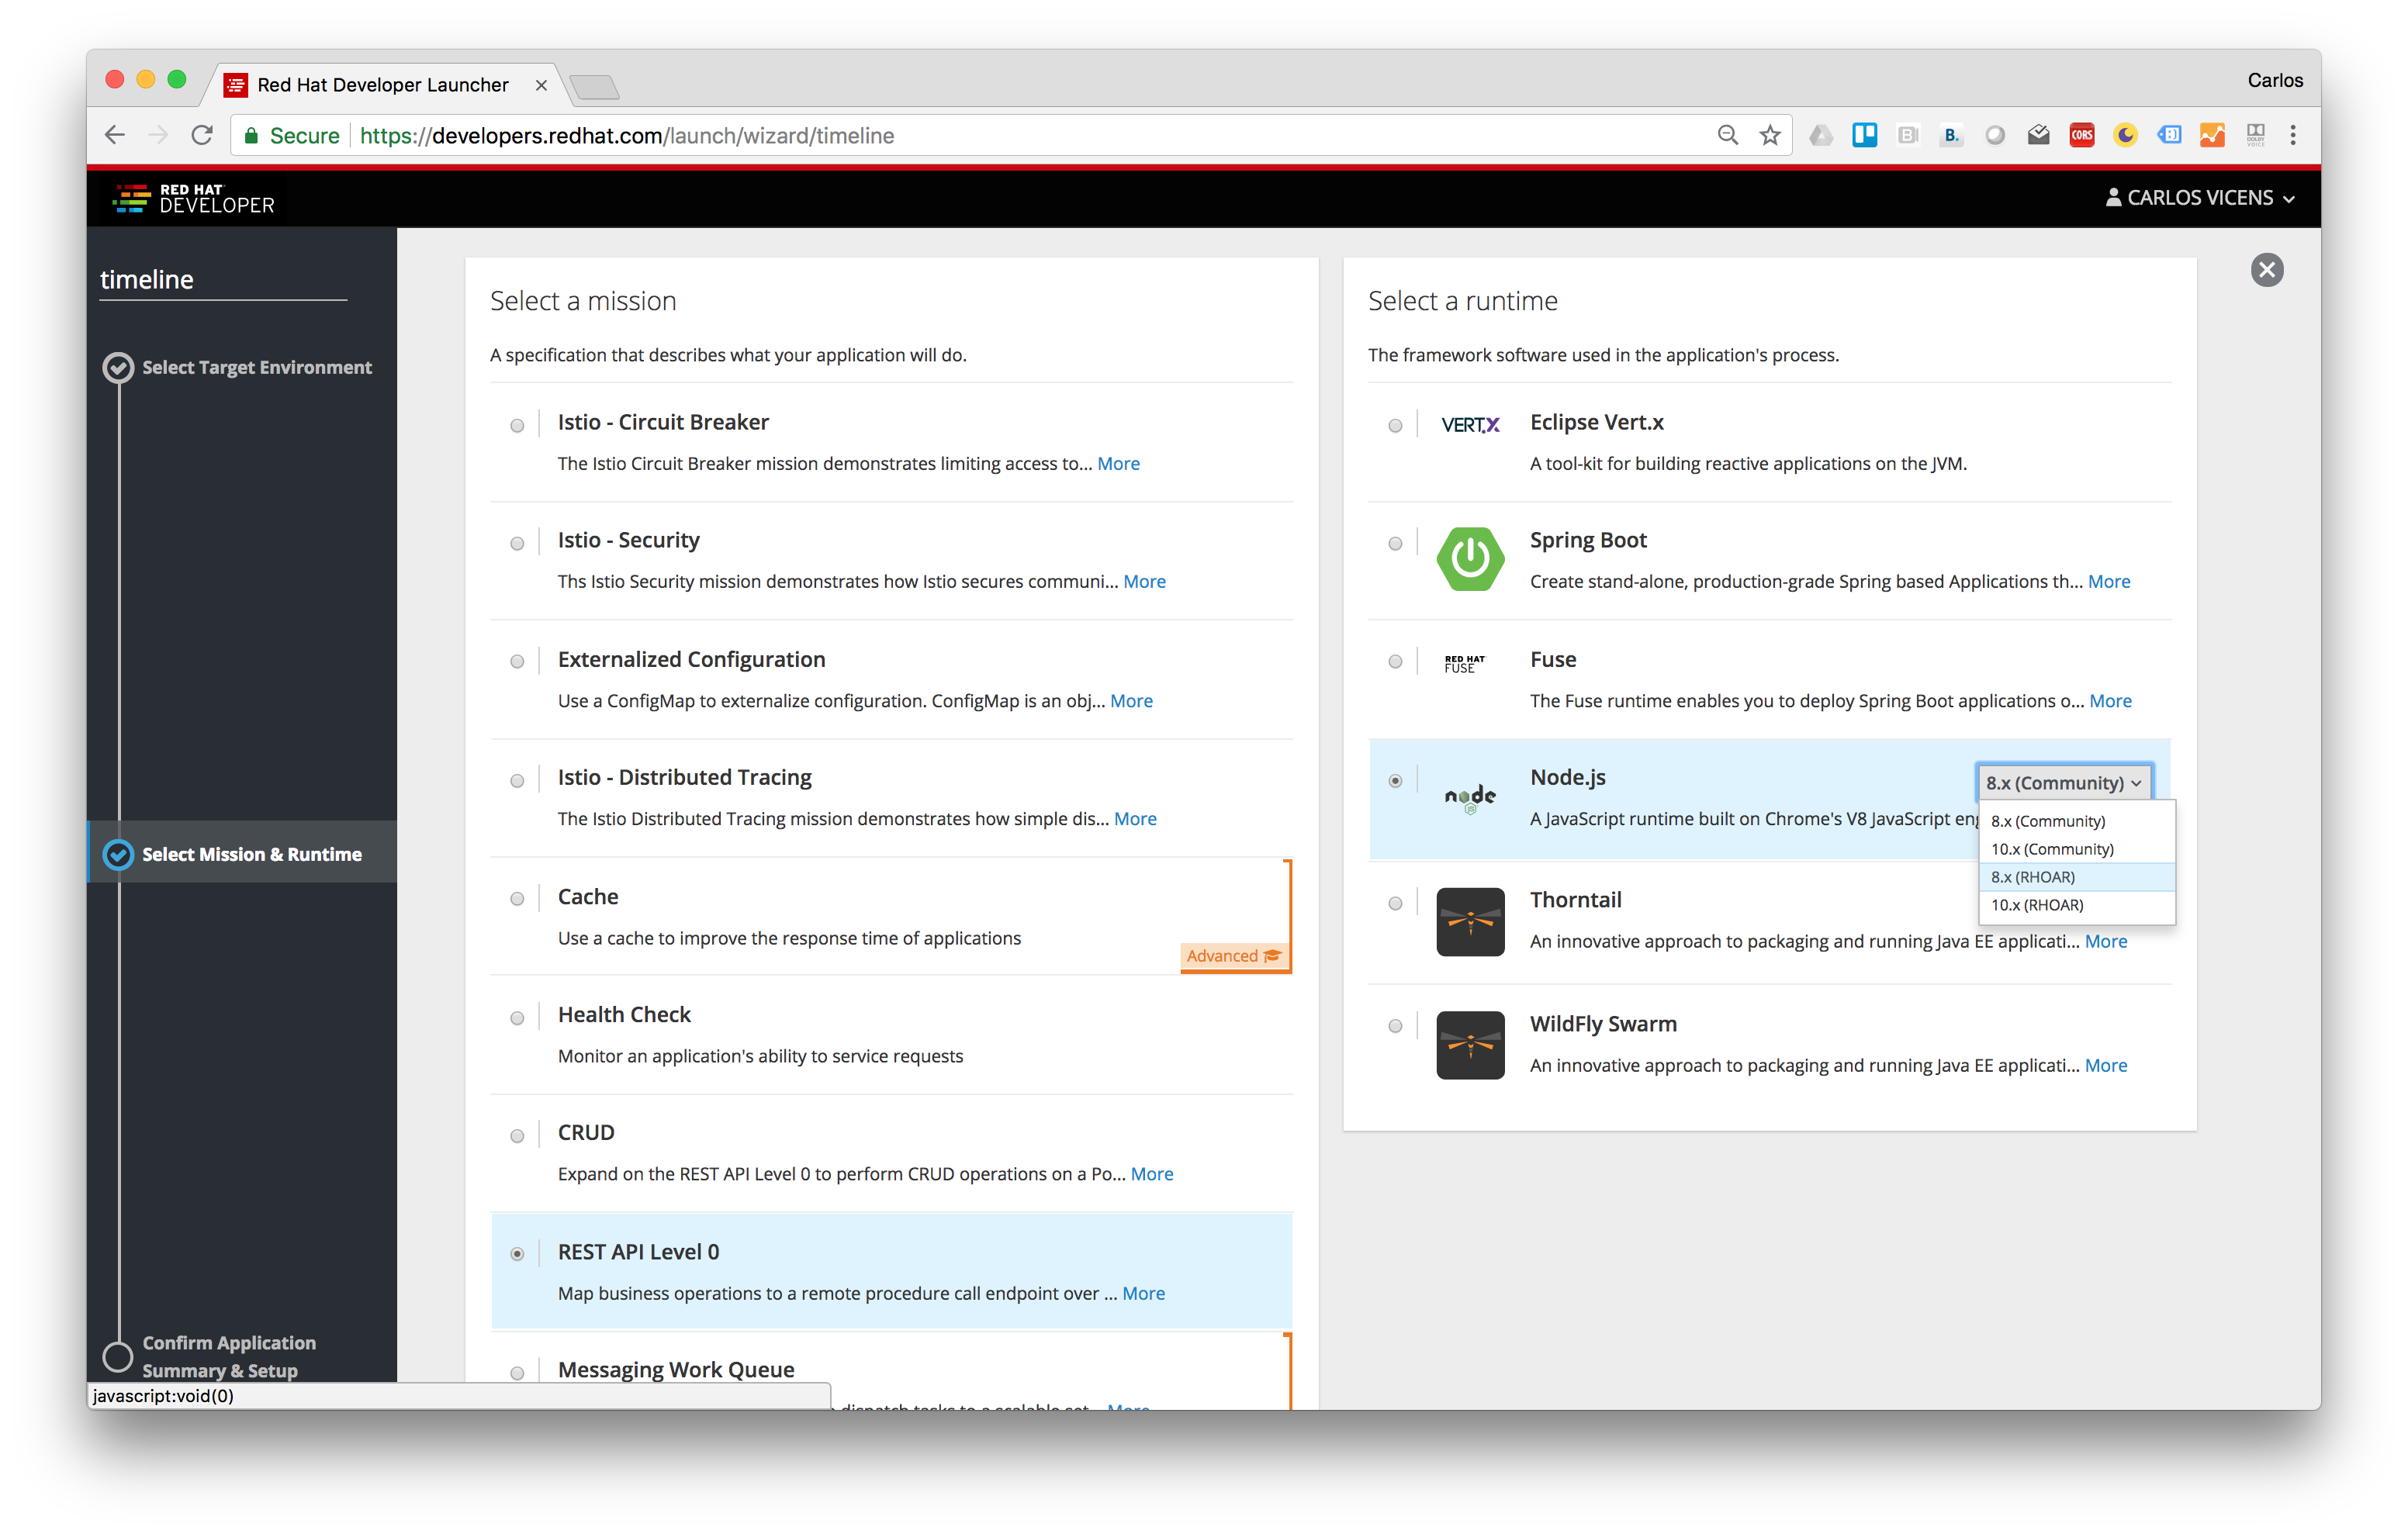 Red Hat Developer Launcher
Carlos
Secure
https://developers.redhat.com/launch/wizard/timeline
B.
CORS
DOLBY
VOICE
RED HAT
DEVELOPER
CARLOS VICENS
timeline
Select Target Environment
Select Mission & Runtime
Confirm Application
Summary & Setup
Select a mission
A specification that describes what your application will do.
Istio - Circuit Breaker
The Istio Circuit Breaker mission demonstrates limiting access to... More
Istio - Security
Ths Istio Security mission demonstrates how Istio secures communi... More
Externalized Configuration
Use a ConfigMap to externalize configuration. ConfigMap is an obj... More
Istio - Distributed Tracing
The Istio Distributed Tracing mission demonstrates how simple dis... More
Cache
Use a cache to improve the response time of applications
Advanced
Health Check
Monitor an application's ability to service requests
CRUD
Expand on the REST API Level 0 to perform CRUD operations on a Po... More
REST API Level 0
Map business operations to a remote procedure call endpoint over ... More
Messaging Work Queue
dispatch tasks to a scalable set... More
Select a runtime
The framework software used in the application's process.
VERT.X
Eclipse Vert.x
A tool-kit for building reactive applications on the JVM.
Spring Boot
Create stand-alone, production-grade Spring based Applications th... More
RED HAT
FUSE
Fuse
The Fuse runtime enables you to deploy Spring Boot applications o... More
node
JS
Node.js
8.x (Community)
A JavaScript runtime built on Chrome's V8 JavaScript eng
8.x (Community)
10.x (Community)
8.x (RHOAR)
10.x (RHOAR)
Thorntail
An innovative approach to packaging and running Java EE applicati... More
WildFly Swarm
An innovative approach to packaging and running Java EE applicati... More
javascript:void(0)